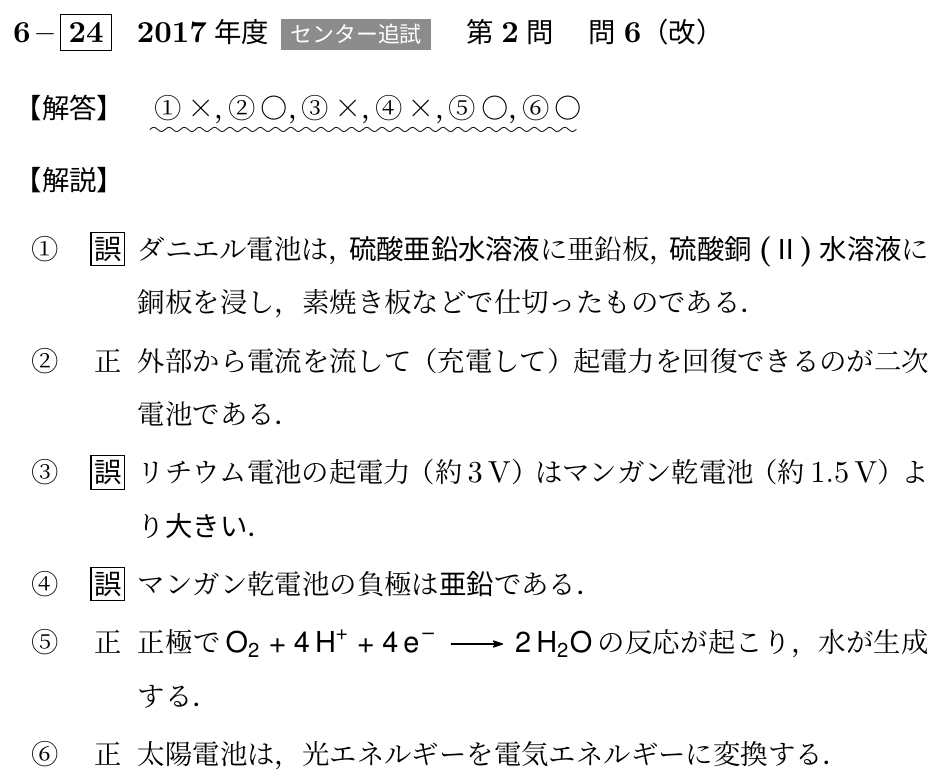 6－24 2017 年度 センター追試 第 2 問 問 6（改）
【解答】 ① ×, ② ○, ③ ×, ④ ×, ⑤ ○, ⑥ ○
【解説】
① 誤 ダニエル電池は, 硫酸亜鉛水溶液に亜鉛板, 硫酸銅 (Ⅱ) 水溶液に
銅板を浸し，素焼き板などで仕切ったものである．
② 正 外部から電流を流して（充電して）起電力を回復できるのが二次
電池である．
③ 誤 リチウム電池の起電力（約 3 V）はマンガン乾電池（約 1.5 V）よ
り大きい．
④ 誤 マンガン乾電池の負極は亜鉛である．
⑤ 正 正極で O₂ + 4H⁺ + 4e⁻ ⟶ 2H₂O の反応が起こり，水が生成
する．
⑥ 正 太陽電池は，光エネルギーを電気エネルギーに変換する．